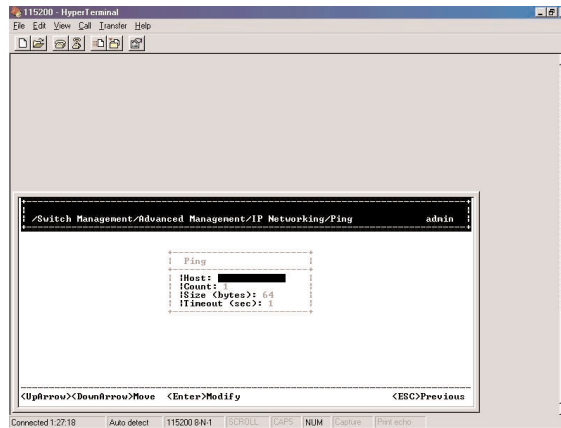 115200 - HyperTerminal
File Edit View Call Transfer Help
/Switch Management/Advanced Management/IP Networking/Ping admin
Ping
Host:
Count: 1
Size (bytes): 64
Timeout (sec): 1
<UpArrow><DownArrow>Move <Enter>Modify <ESC>Previous
Connected 1:27:18 Auto detect 115200 8-N-1 SCROLL CAPS NUM Capture Print echo